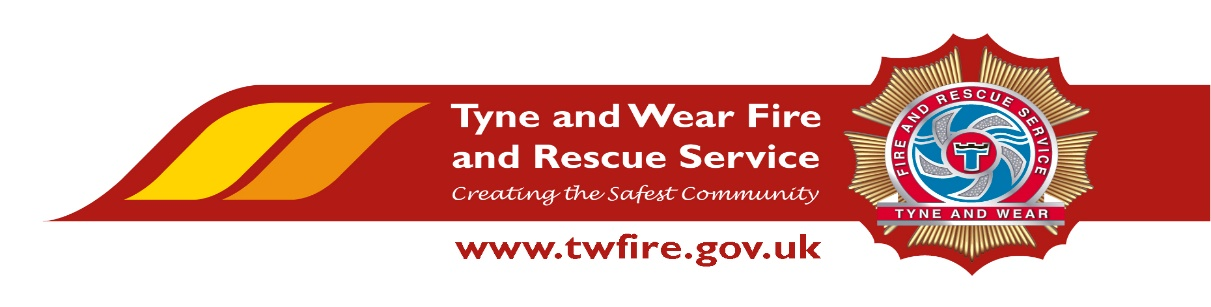 Tyne and Wear Fire
and Rescue Service
Creating the Safest Community
www.twfire.gov.uk
FIRE AND RESCUE SERVICE
T
TYNE AND WEAR